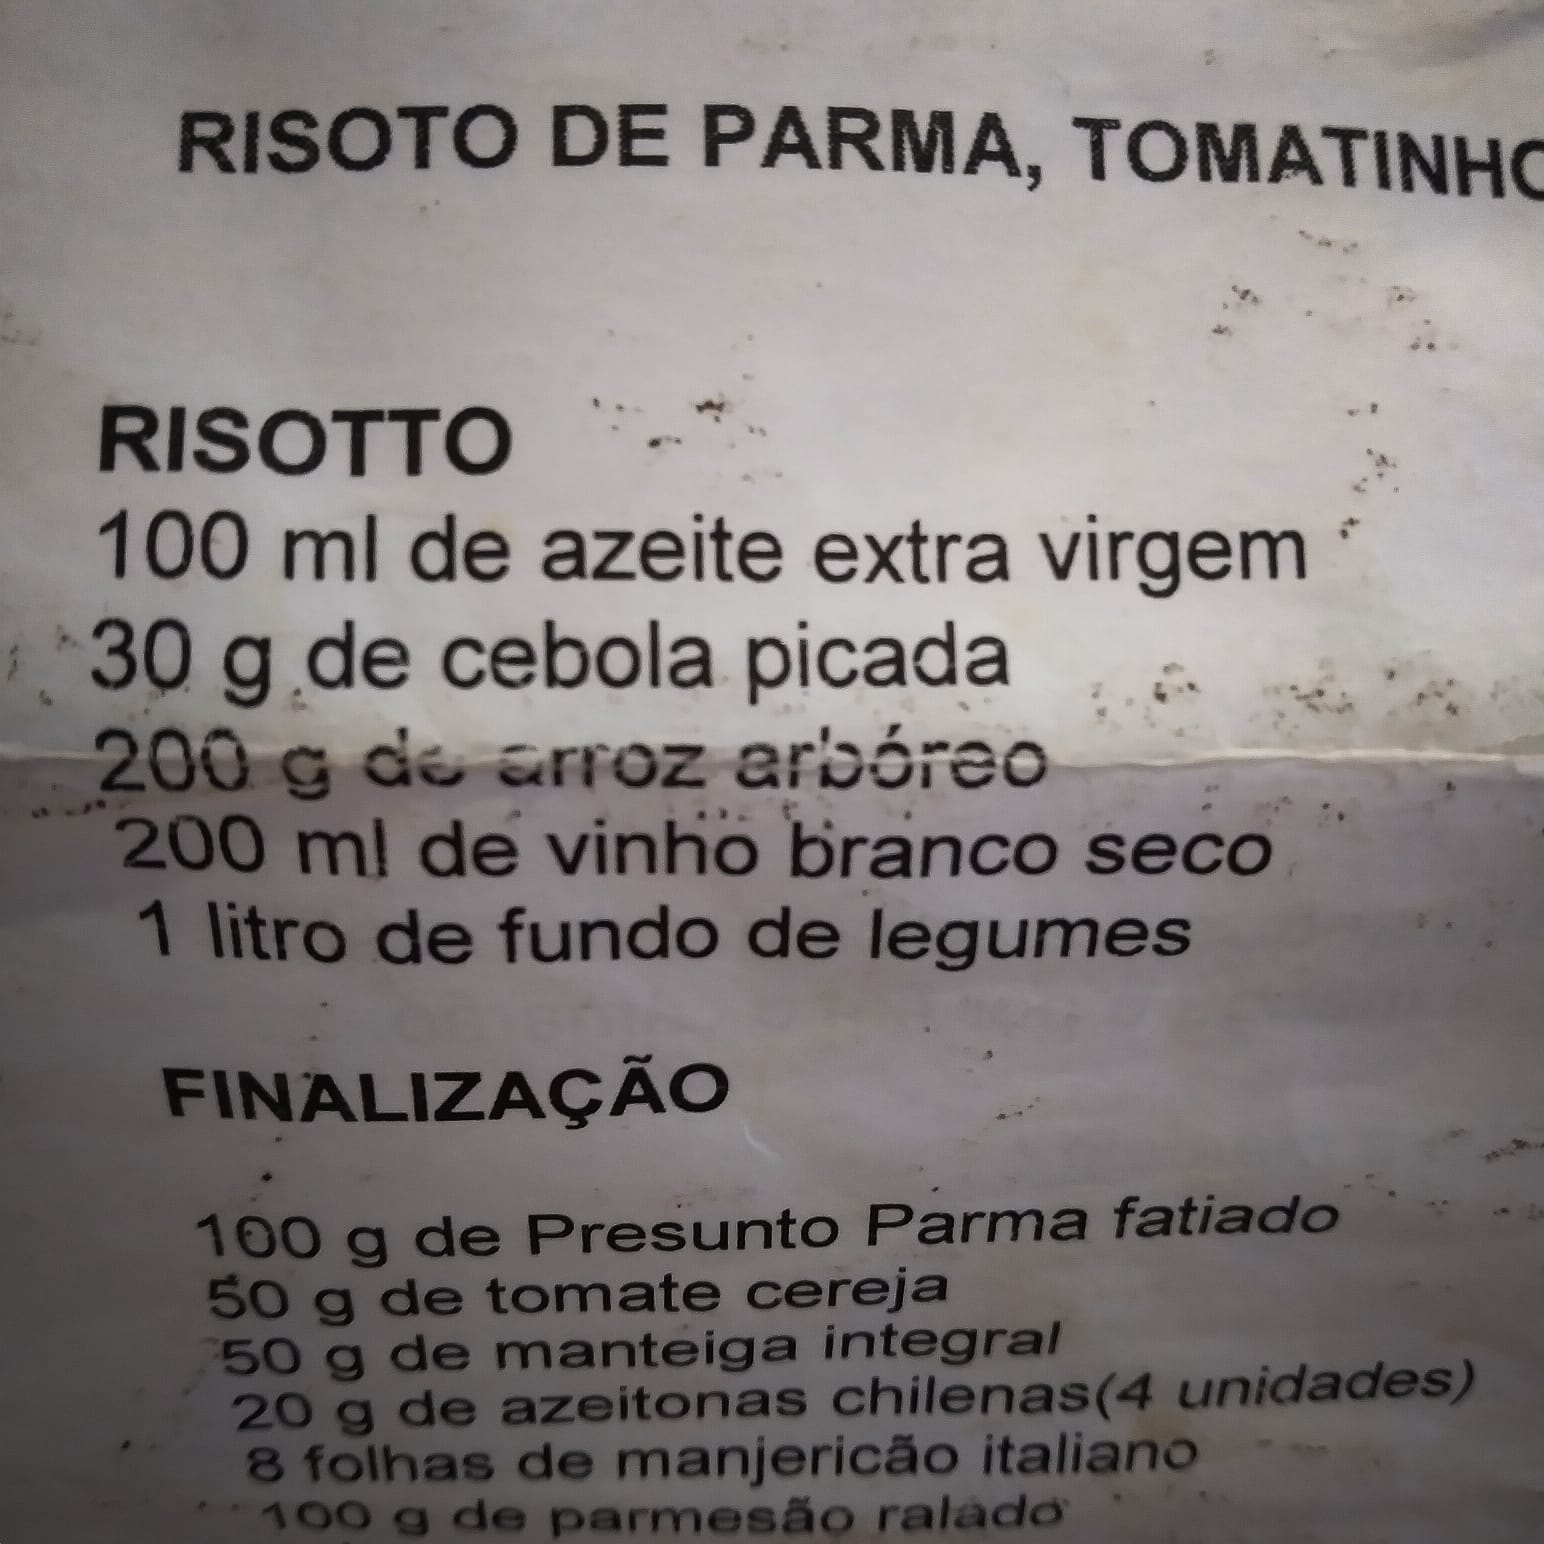 RISOTO DE PARMA, TOMATINHO
RISOTTO
100 ml de azeite extra virgem
30 g de cebola picada
200 g de arroz arbóreo
200 ml de vinho branco seco
1 litro de fundo de legumes
FINALIZAÇÃO
100 g de Presunto Parma fatiado
50 g de tomate cereja
50 g de manteiga integral
20 g de azeitonas chilenas(4 unidades)
8 folhas de manjericão italiano
100 g de parmesão ralado